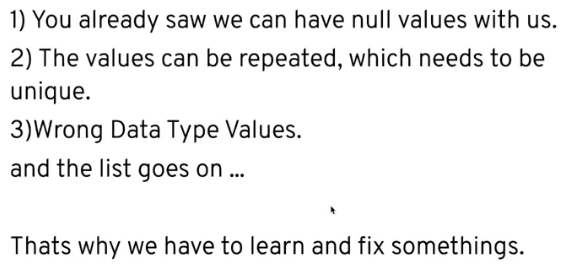 1) You already saw we can have null values with us.
2) The values can be repeated, which needs to be
unique.
3)Wrong Data Type Values.
and the list goes on ...
Thats why we have to learn and fix somethings.